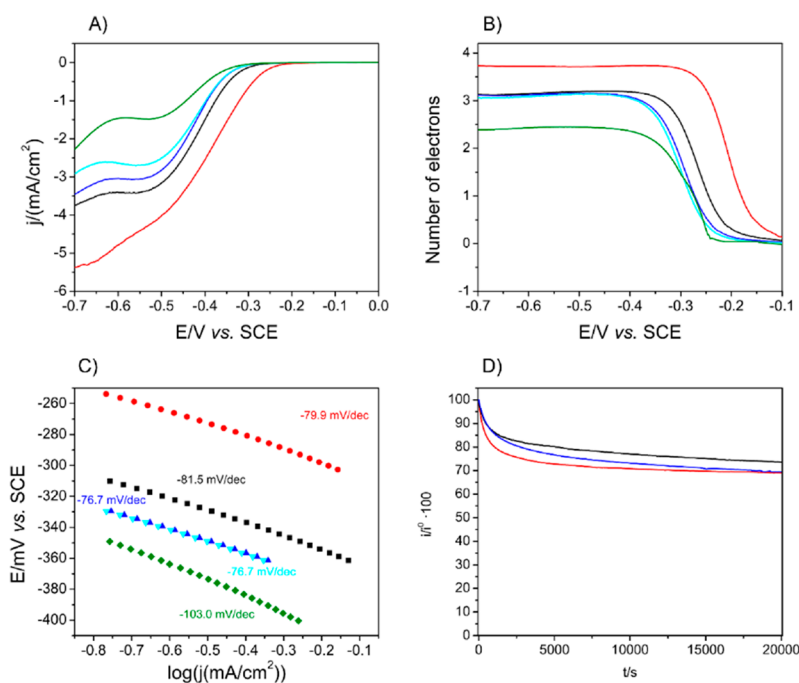 A)
j/(mA/cm²)
0
-1
-2
-3
-4
-5
-6
-0.7 -0.6 -0.5 -0.4 -0.3 -0.2 -0.1 0.0
E/V vs. SCE
B)
Number of electrons
4
3
2
1
0
-1
-0.7 -0.6 -0.5 -0.4 -0.3 -0.2 -0.1
E/V vs. SCE
C)
E/mV vs. SCE
-260
-280
-300
-320
-340
-360
-380
-400
-79.9 mV/dec
-81.5 mV/dec
-76.7 mV/dec
-76.7 mV/dec
-103.0 mV/dec
-0.8 -0.7 -0.6 -0.5 -0.4 -0.3 -0.2 -0.1
log(j(mA/cm²))
D)
i/i⁰ ·100
100
90
80
70
60
50
40
30
20
10
0
0 5000 10000 15000 20000
t/s